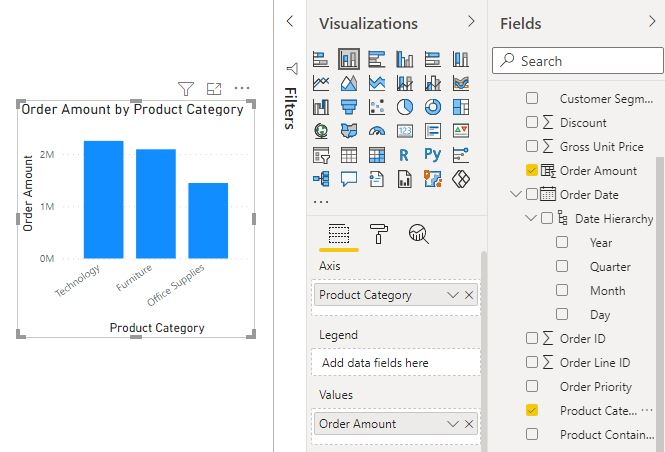 Order Amount by Product Category
Order Amount
2M
1M
0M
Technology
Furniture
Office Supplies
Product Category
Filters
Visualizations
123
R
Py
Axis
Product Category
Legend
Add data fields here
Values
Order Amount
Fields
Search
Customer Segm...
Discount
Gross Unit Price
Order Amount
Order Date
Date Hierarchy
Year
Quarter
Month
Day
Order ID
Order Line ID
Order Priority
Product Cate...
Product Contain...